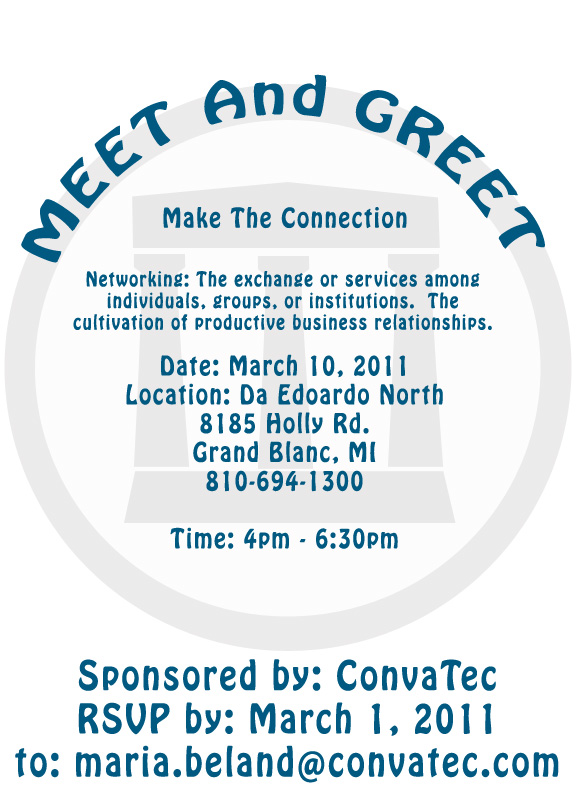 MEET And GREET
Make The Connection
Networking: The exchange or services among
individuals, groups, or institutions. The
cultivation of productive business relationships.
Date: March 10, 2011
Location: Da Edoardo North
8185 Holly Rd.
Grand Blanc, MI
810-694-1300
Time: 4pm - 6:30pm
Sponsored by: ConvaTec
RSVP by: March 1, 2011
to: maria.beland@convatec.com